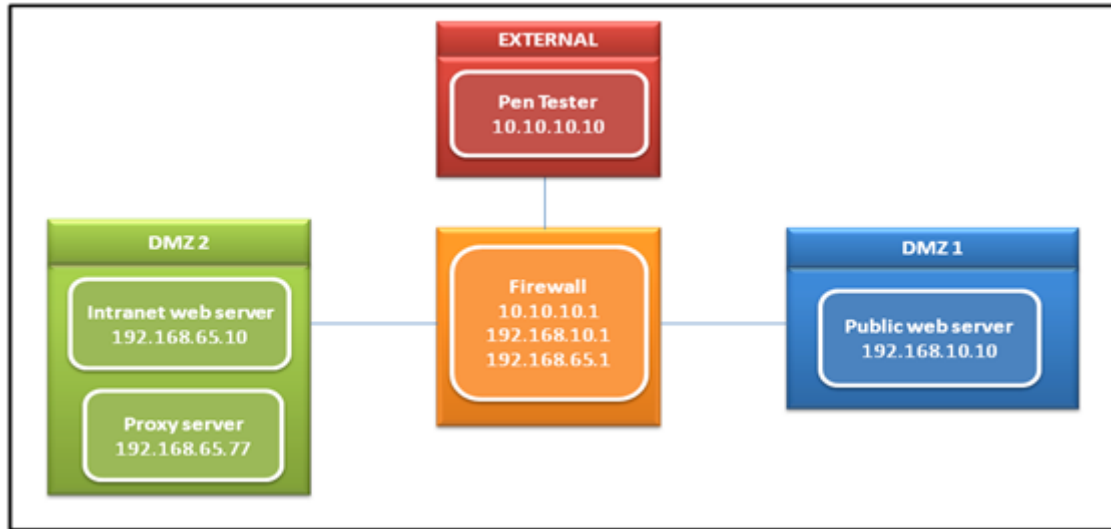 EXTERNAL
Pen Tester
10.10.10.10
DMZ 2
Intranet web server
192.168.65.10
Proxy server
192.168.65.77
Firewall
10.10.10.1
192.168.10.1
192.168.65.1
DMZ 1
Public web server
192.168.10.10